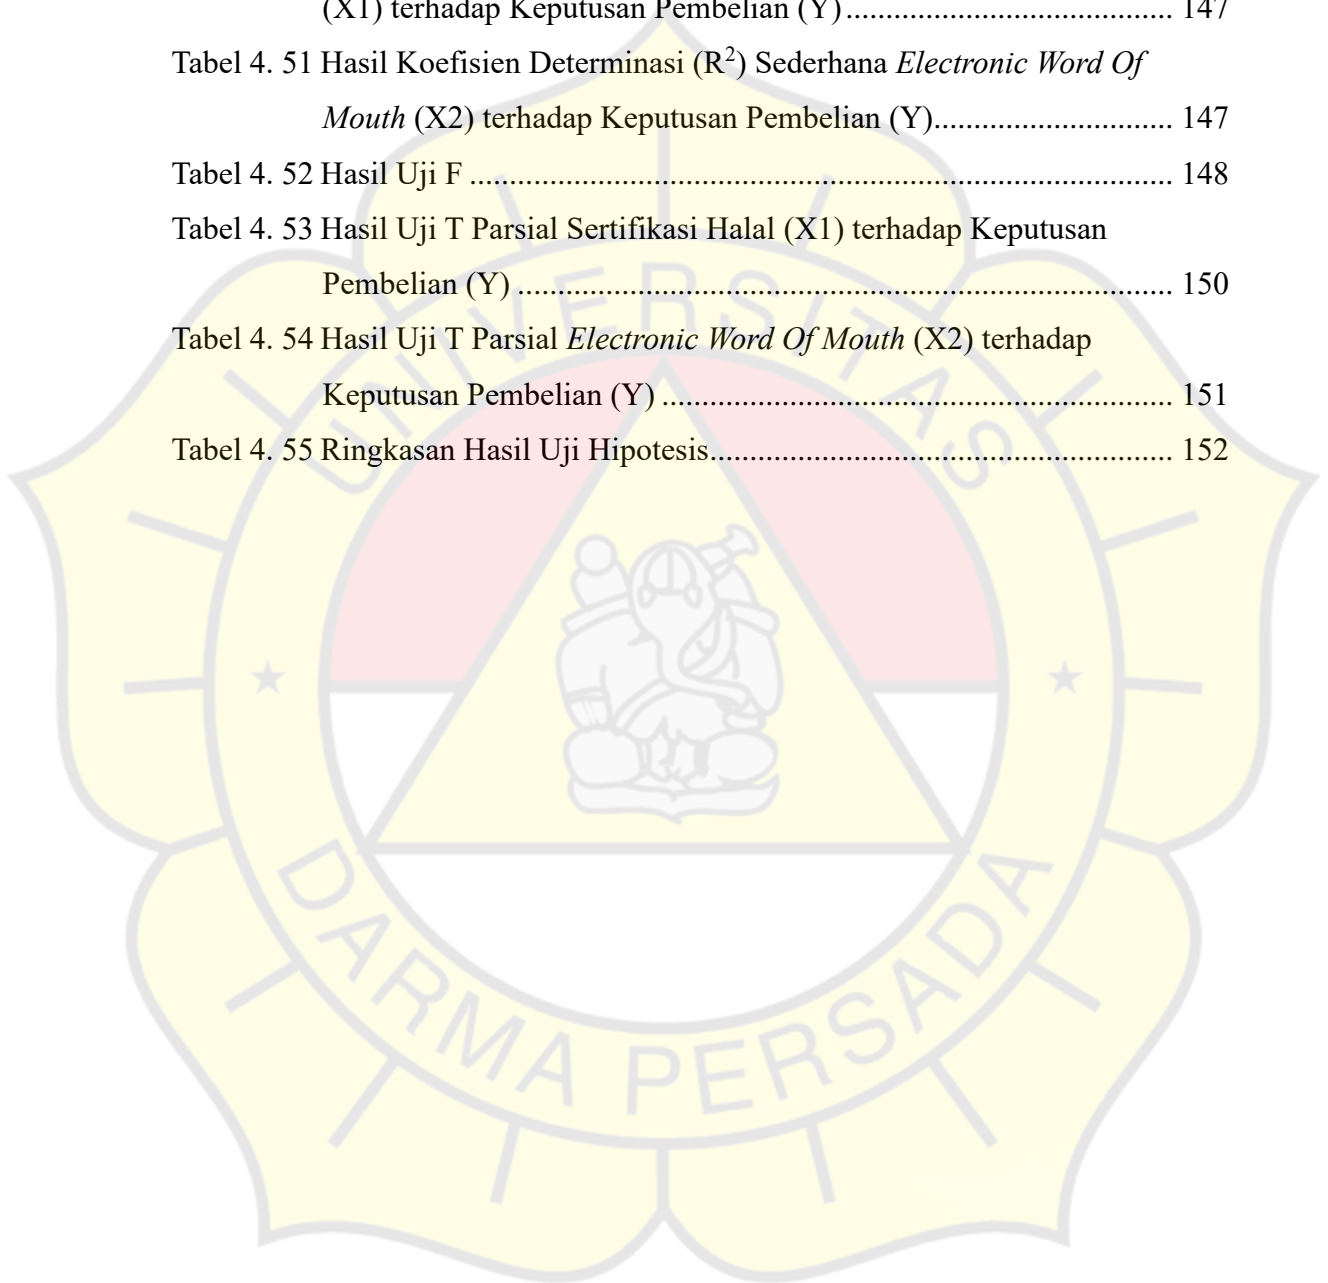 (X1) terhadap Keputusan Pembelian (Y)........................................ 147
Tabel 4. 51 Hasil Koefisien Determinasi (R²) Sederhana Electronic Word Of
Mouth (X2) terhadap Keputusan Pembelian (Y)............................. 147
Tabel 4. 52 Hasil Uji F ....................................................................................... 148
Tabel 4. 53 Hasil Uji T Parsial Sertifikasi Halal (X1) terhadap Keputusan
Pembelian (Y) ................................................................................. 150
Tabel 4. 54 Hasil Uji T Parsial Electronic Word Of Mouth (X2) terhadap
Keputusan Pembelian (Y) ............................................................... 151
Tabel 4. 55 Ringkasan Hasil Uji Hipotesis......................................................... 152
UNIVERSITAS
DARMA PERSADA